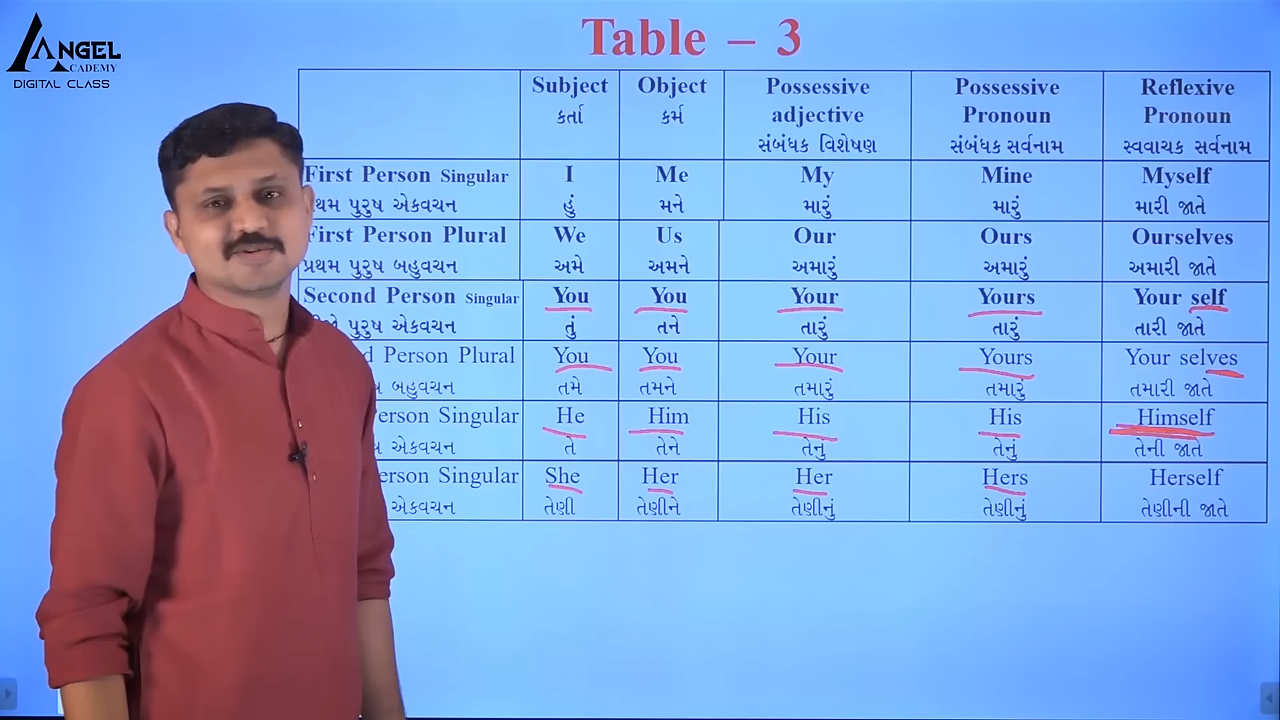 ANGEL
ACADEMY
DIGITAL CLASS
Table – 3
Subject Object Possessive Possessive Reflexive
કર્તા કર્મ adjective Pronoun Pronoun
સંબંધક વિશેષણ સંબંધક સર્વનામ સ્વવાચક સર્વનામ
First Person Singular I Me My Mine Myself
પુરુષ એકવચન હું મને મારું મારું મારી જાતે
First Person Plural We Us Our Ours Ourselves
પ્રથમ પુરુષ બહુવચન અમે અમને અમારું અમારું અમારી જાતે
Second Person Singular You You Your Yours Your self
પુરુષ એકવચન તું તને તારું તારું તારી જાતે
Person Plural You You Your Yours Your selves
બહુવચન તમે તમને તમારું તમારું તમારી જાતે
Person Singular He Him His His Himself
એકવચન તે તેને તેનુ તેનું તેની જાતે
Person Singular She Her Her Hers Herself
એકવચન તેણી તેણીને તેણીનું તેણીનું તેણીની જાતે